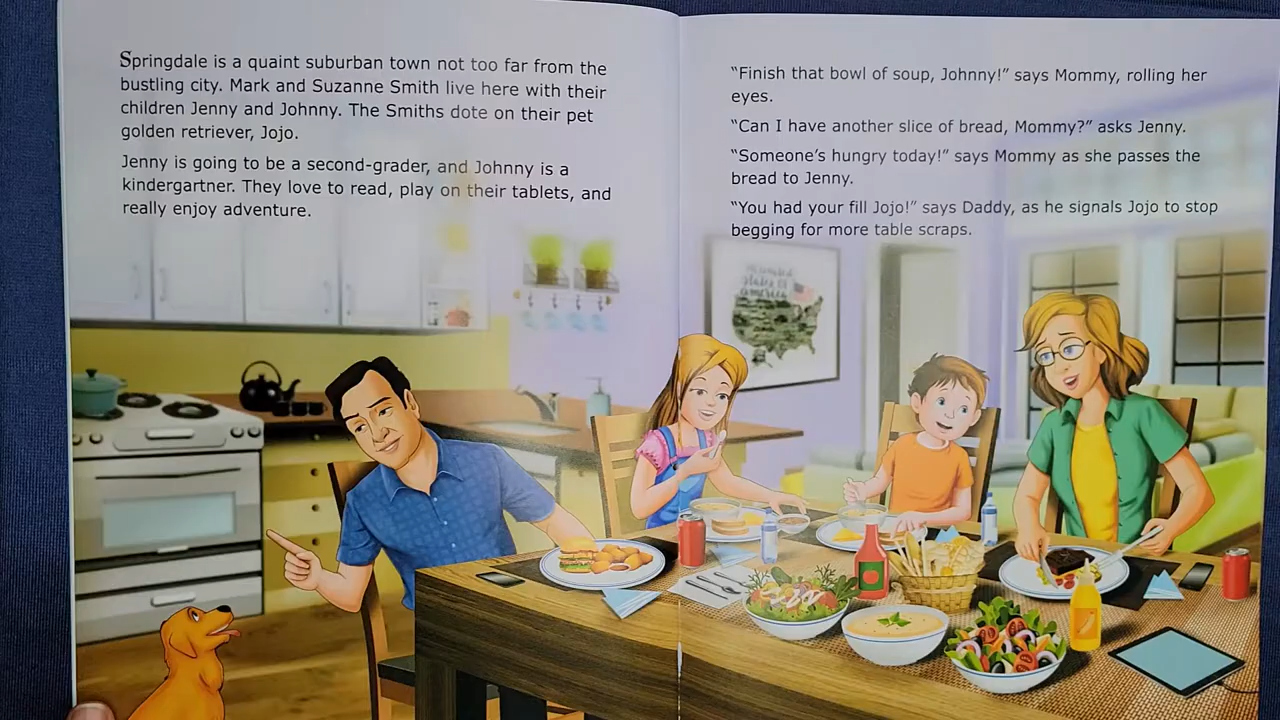 Springdale is a quaint suburban town not too far from the
bustling city. Mark and Suzanne Smith live here with their
children Jenny and Johnny. The Smiths dote on their pet
golden retriever, Jojo.
Jenny is going to be a second-grader, and Johnny is a
kindergartner. They love to read, play on their tablets, and
really enjoy adventure.
“Finish that bowl of soup, Johnny!” says Mommy, rolling her
eyes.
“Can I have another slice of bread, Mommy?” asks Jenny.
“Someone’s hungry today!” says Mommy as she passes the
bread to Jenny.
“You had your fill Jojo!” says Daddy, as he signals Jojo to stop
begging for more table scraps.
states of
america